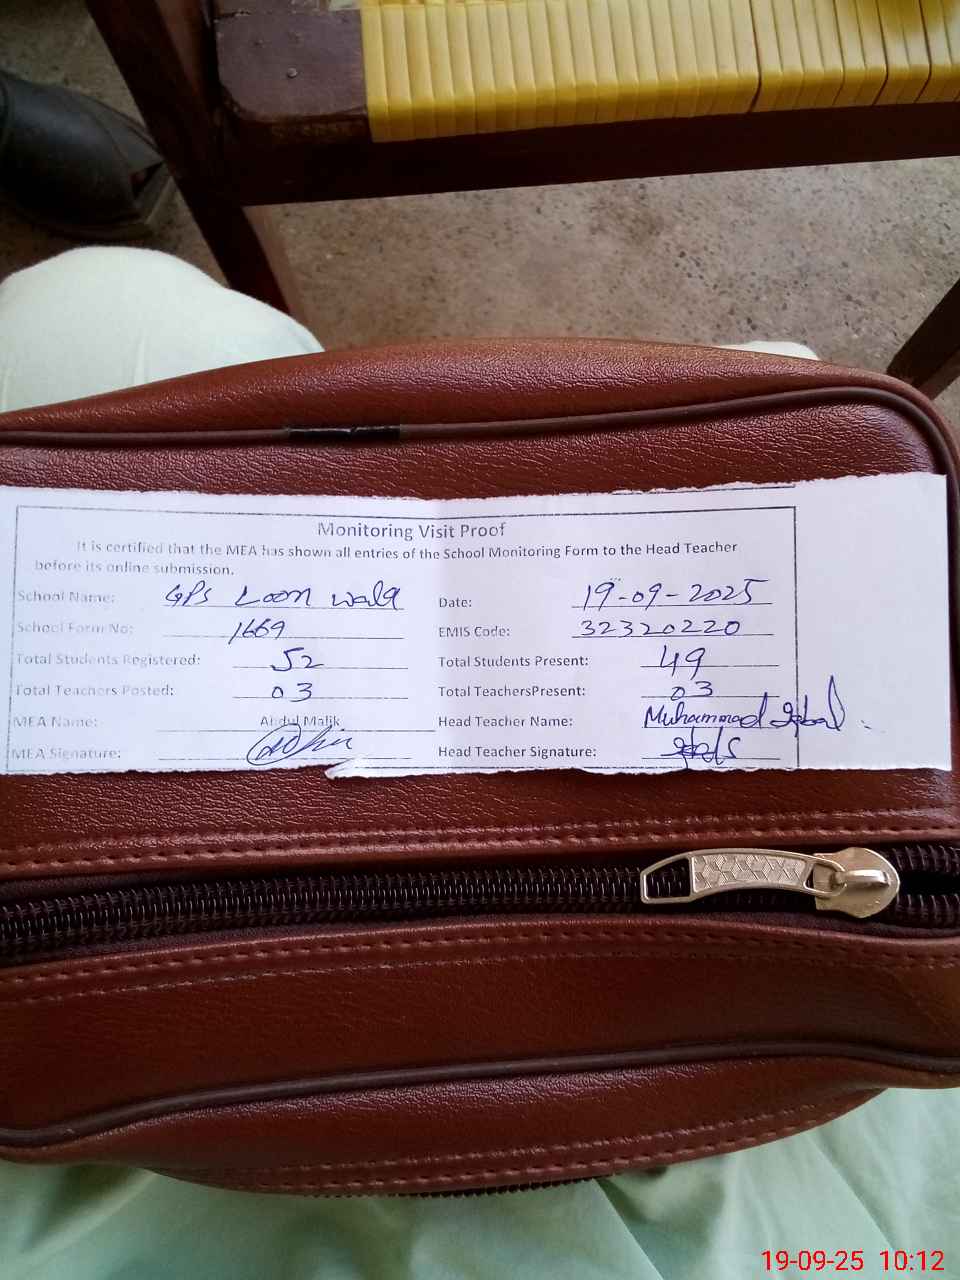 Monitoring Visit Proof
It is certified that the MEA has shown all entries of the School Monitoring Form to the Head Teacher
before its online submission.
School Name: GPS Loon wala Date: 19-09-2025
School Form No: 1669 EMIS Code: 32320220
Total Students Registered: 52 Total Students Present: 49
Total Teachers Posted: 03 Total TeachersPresent: 03
MEA Name: Abdul Malik Head Teacher Name: Muhammad Iqbal
MEA Signature: Head Teacher Signature:
19-09-25 10:12